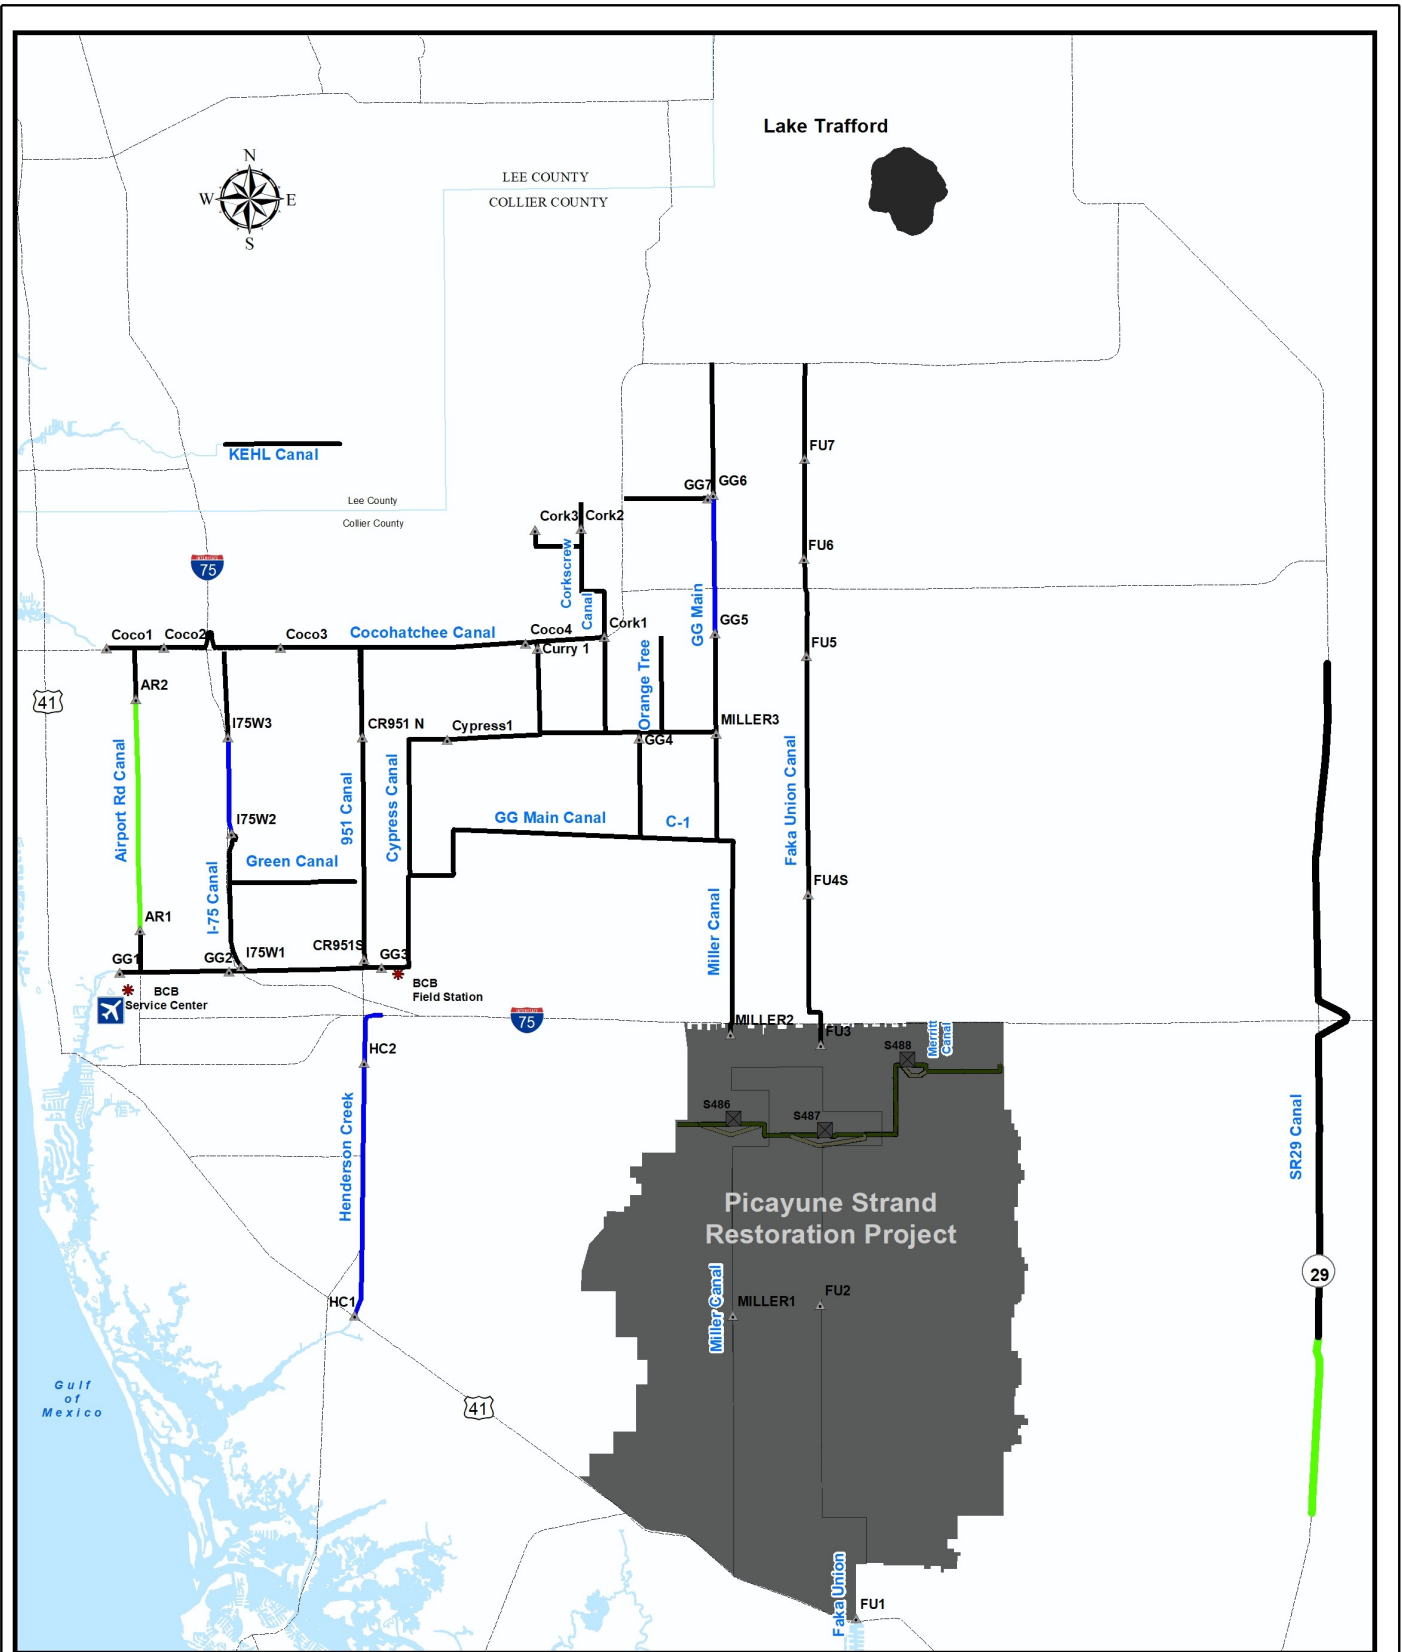 Lake Trafford
N
W
E
S
LEE COUNTY
COLLIER COUNTY
FU7
KEHL Canal
GG7
GG6
Lee County
Collier County
Cork3
Cork2
FU6
INTERSTATE
75
Corkscrew
Canal
GG Main
Coco1
Coco2
Coco3
Cocohatchee Canal
Coco4
Cork1
GG5
Curry 1
FU5
Orange Tree
AR2
41
I75W3
CR951 N
Cypress1
MILLER3
GG4
Airport Rd Canal
951 Canal
Cypress Canal
Faka Union Canal
I75W2
GG Main Canal
C-1
Green Canal
I-75 Canal
FU4S
Miller Canal
AR1
CR951S
GG1
GG2
I75W1
GG3
BCB
Field Station
BCB
Service Center
INTERSTATE
75
MILLER2
FU3
Merritt
Canal
S488
HC2
S486
S487
Henderson Creek
SR29 Canal
Picayune Strand
Restoration Project
29
Miller Canal
HC1
MILLER1
FU2
Gulf
of
Mexico
41
Faka Union
FU1